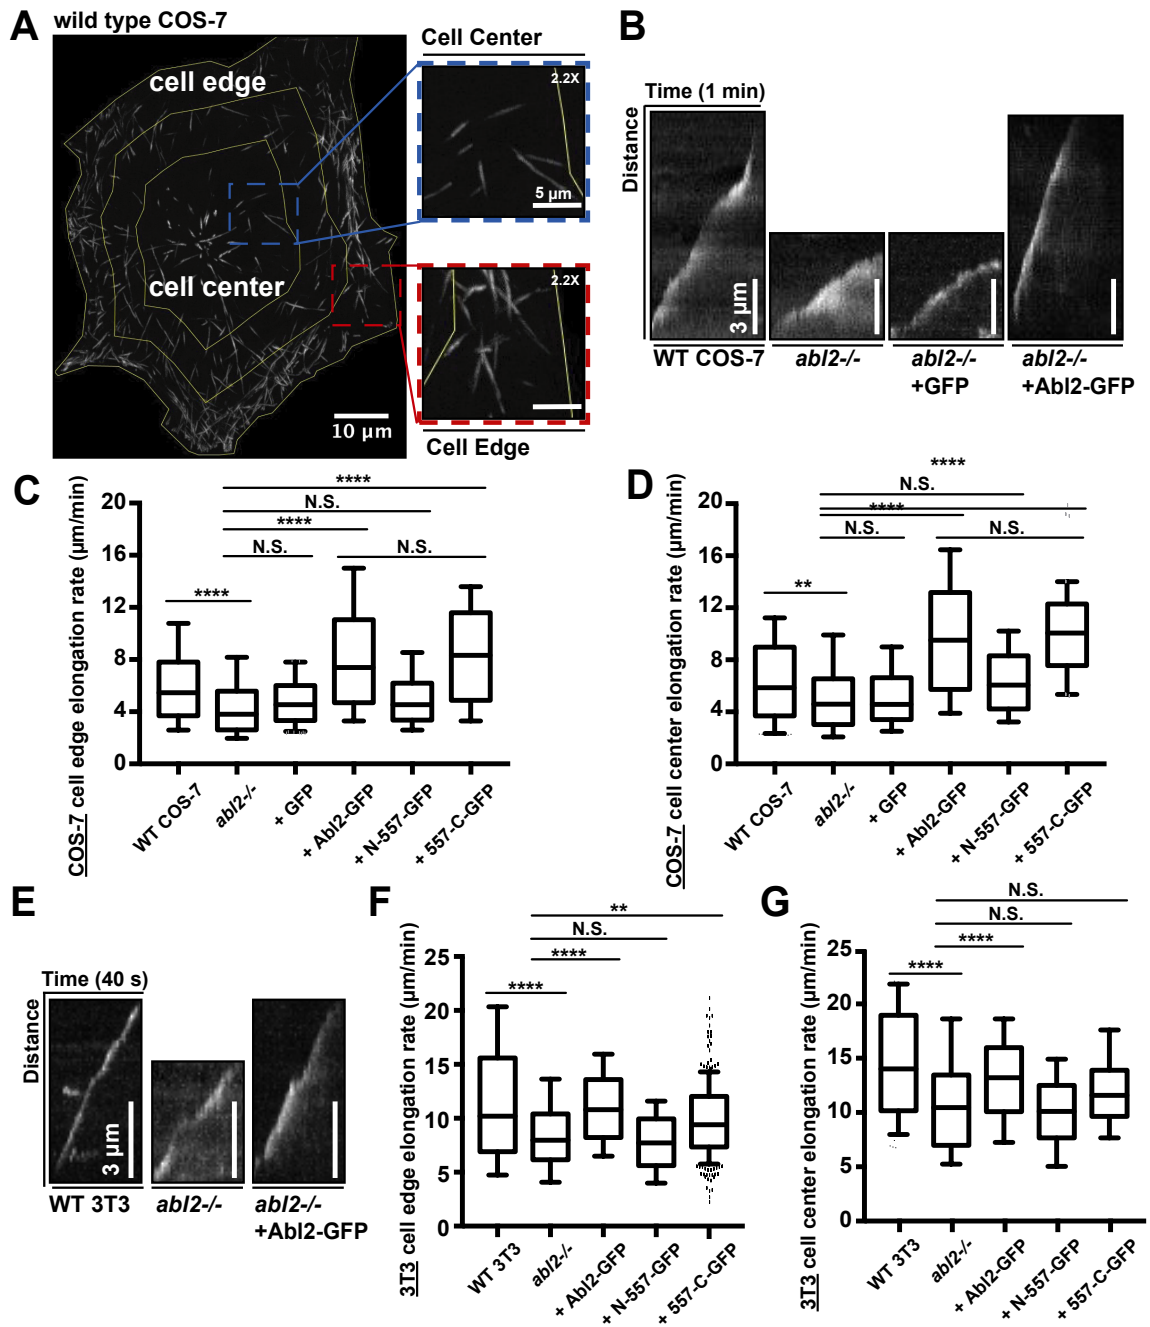 A
wild type COS-7
cell edge
cell center
10 µm
Cell Center
2.2X
5 µm
2.2X
Cell Edge
B
Time (1 min)
Distance
3 µm
WT COS-7
abl2-/-
abl2-/-
+GFP
abl2-/-
+Abl2-GFP
C
COS-7 cell edge elongation rate (µm/min)
20
16
12
8
4
0
****
N.S.
****
N.S.
N.S.
****
WT COS-7
abl2-/-
+ GFP
+ Abl2-GFP
+ N-557-GFP
+ 557-C-GFP
D
COS-7 cell center elongation rate (µm/min)
20
16
12
8
4
0
****
N.S.
****
N.S.
N.S.
**
WT COS-7
abl2-/-
+ GFP
+ Abl2-GFP
+ N-557-GFP
+ 557-C-GFP
E
Time (40 s)
Distance
3 µm
WT 3T3
abl2-/-
abl2-/-
+Abl2-GFP
F
3T3 cell edge elongation rate (µm/min)
25
20
15
10
5
0
**
N.S.
****
****
WT 3T3
abl2-/-
+ Abl2-GFP
+ N-557-GFP
+ 557-C-GFP
G
3T3 cell center elongation rate (µm/min)
25
20
15
10
5
0
N.S.
N.S.
****
****
WT 3T3
abl2-/-
+ Abl2-GFP
+ N-557-GFP
+ 557-C-GFP